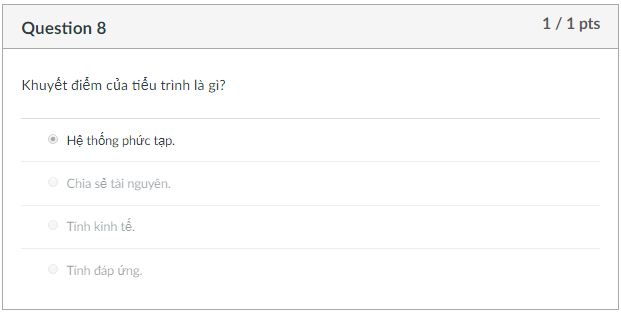 Question 8
1 / 1 pts
Khuyết điểm của tiểu trình là gì?
Hệ thống phức tạp.
Chia sẻ tài nguyên.
Tính kinh tế.
Tính đáp ứng.